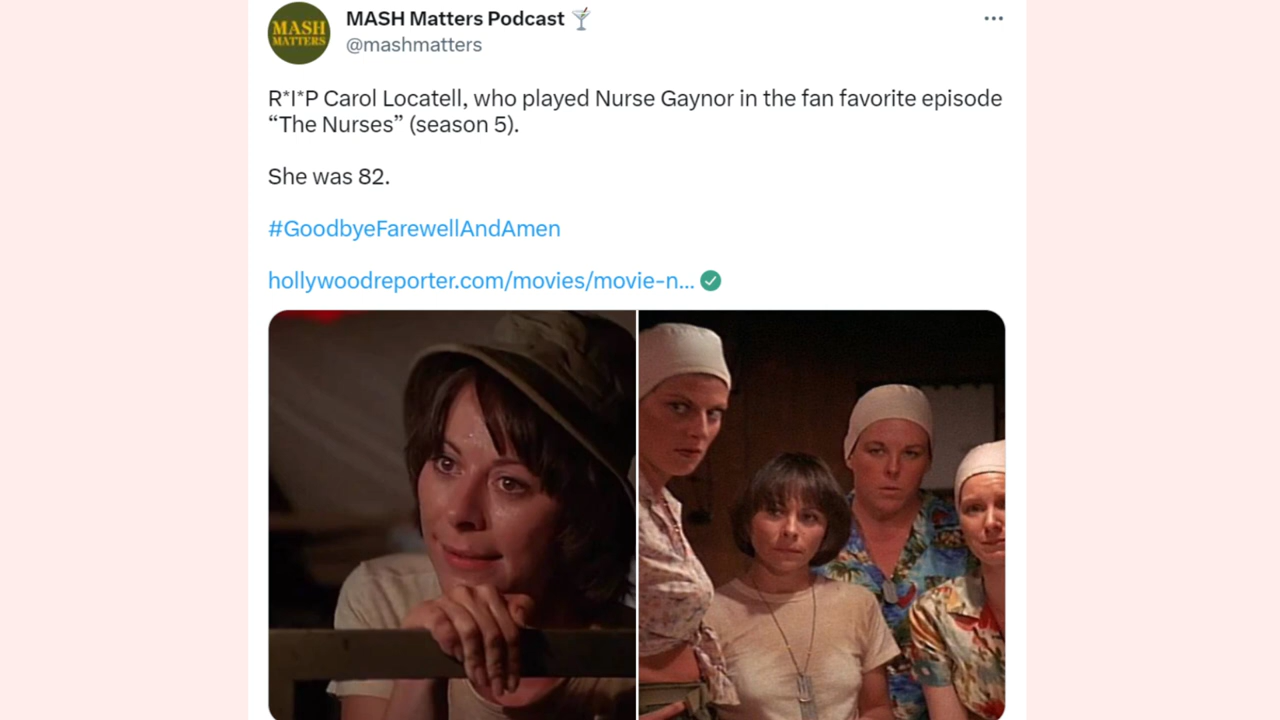 MASH
MATTERS
MASH Matters Podcast 🍸
@mashmatters
R*I*P Carol Locatell, who played Nurse Gaynor in the fan favorite episode
“The Nurses” (season 5).
She was 82.
#GoodbyeFarewellAndAmen
hollywoodreporter.com/movies/movie-n...